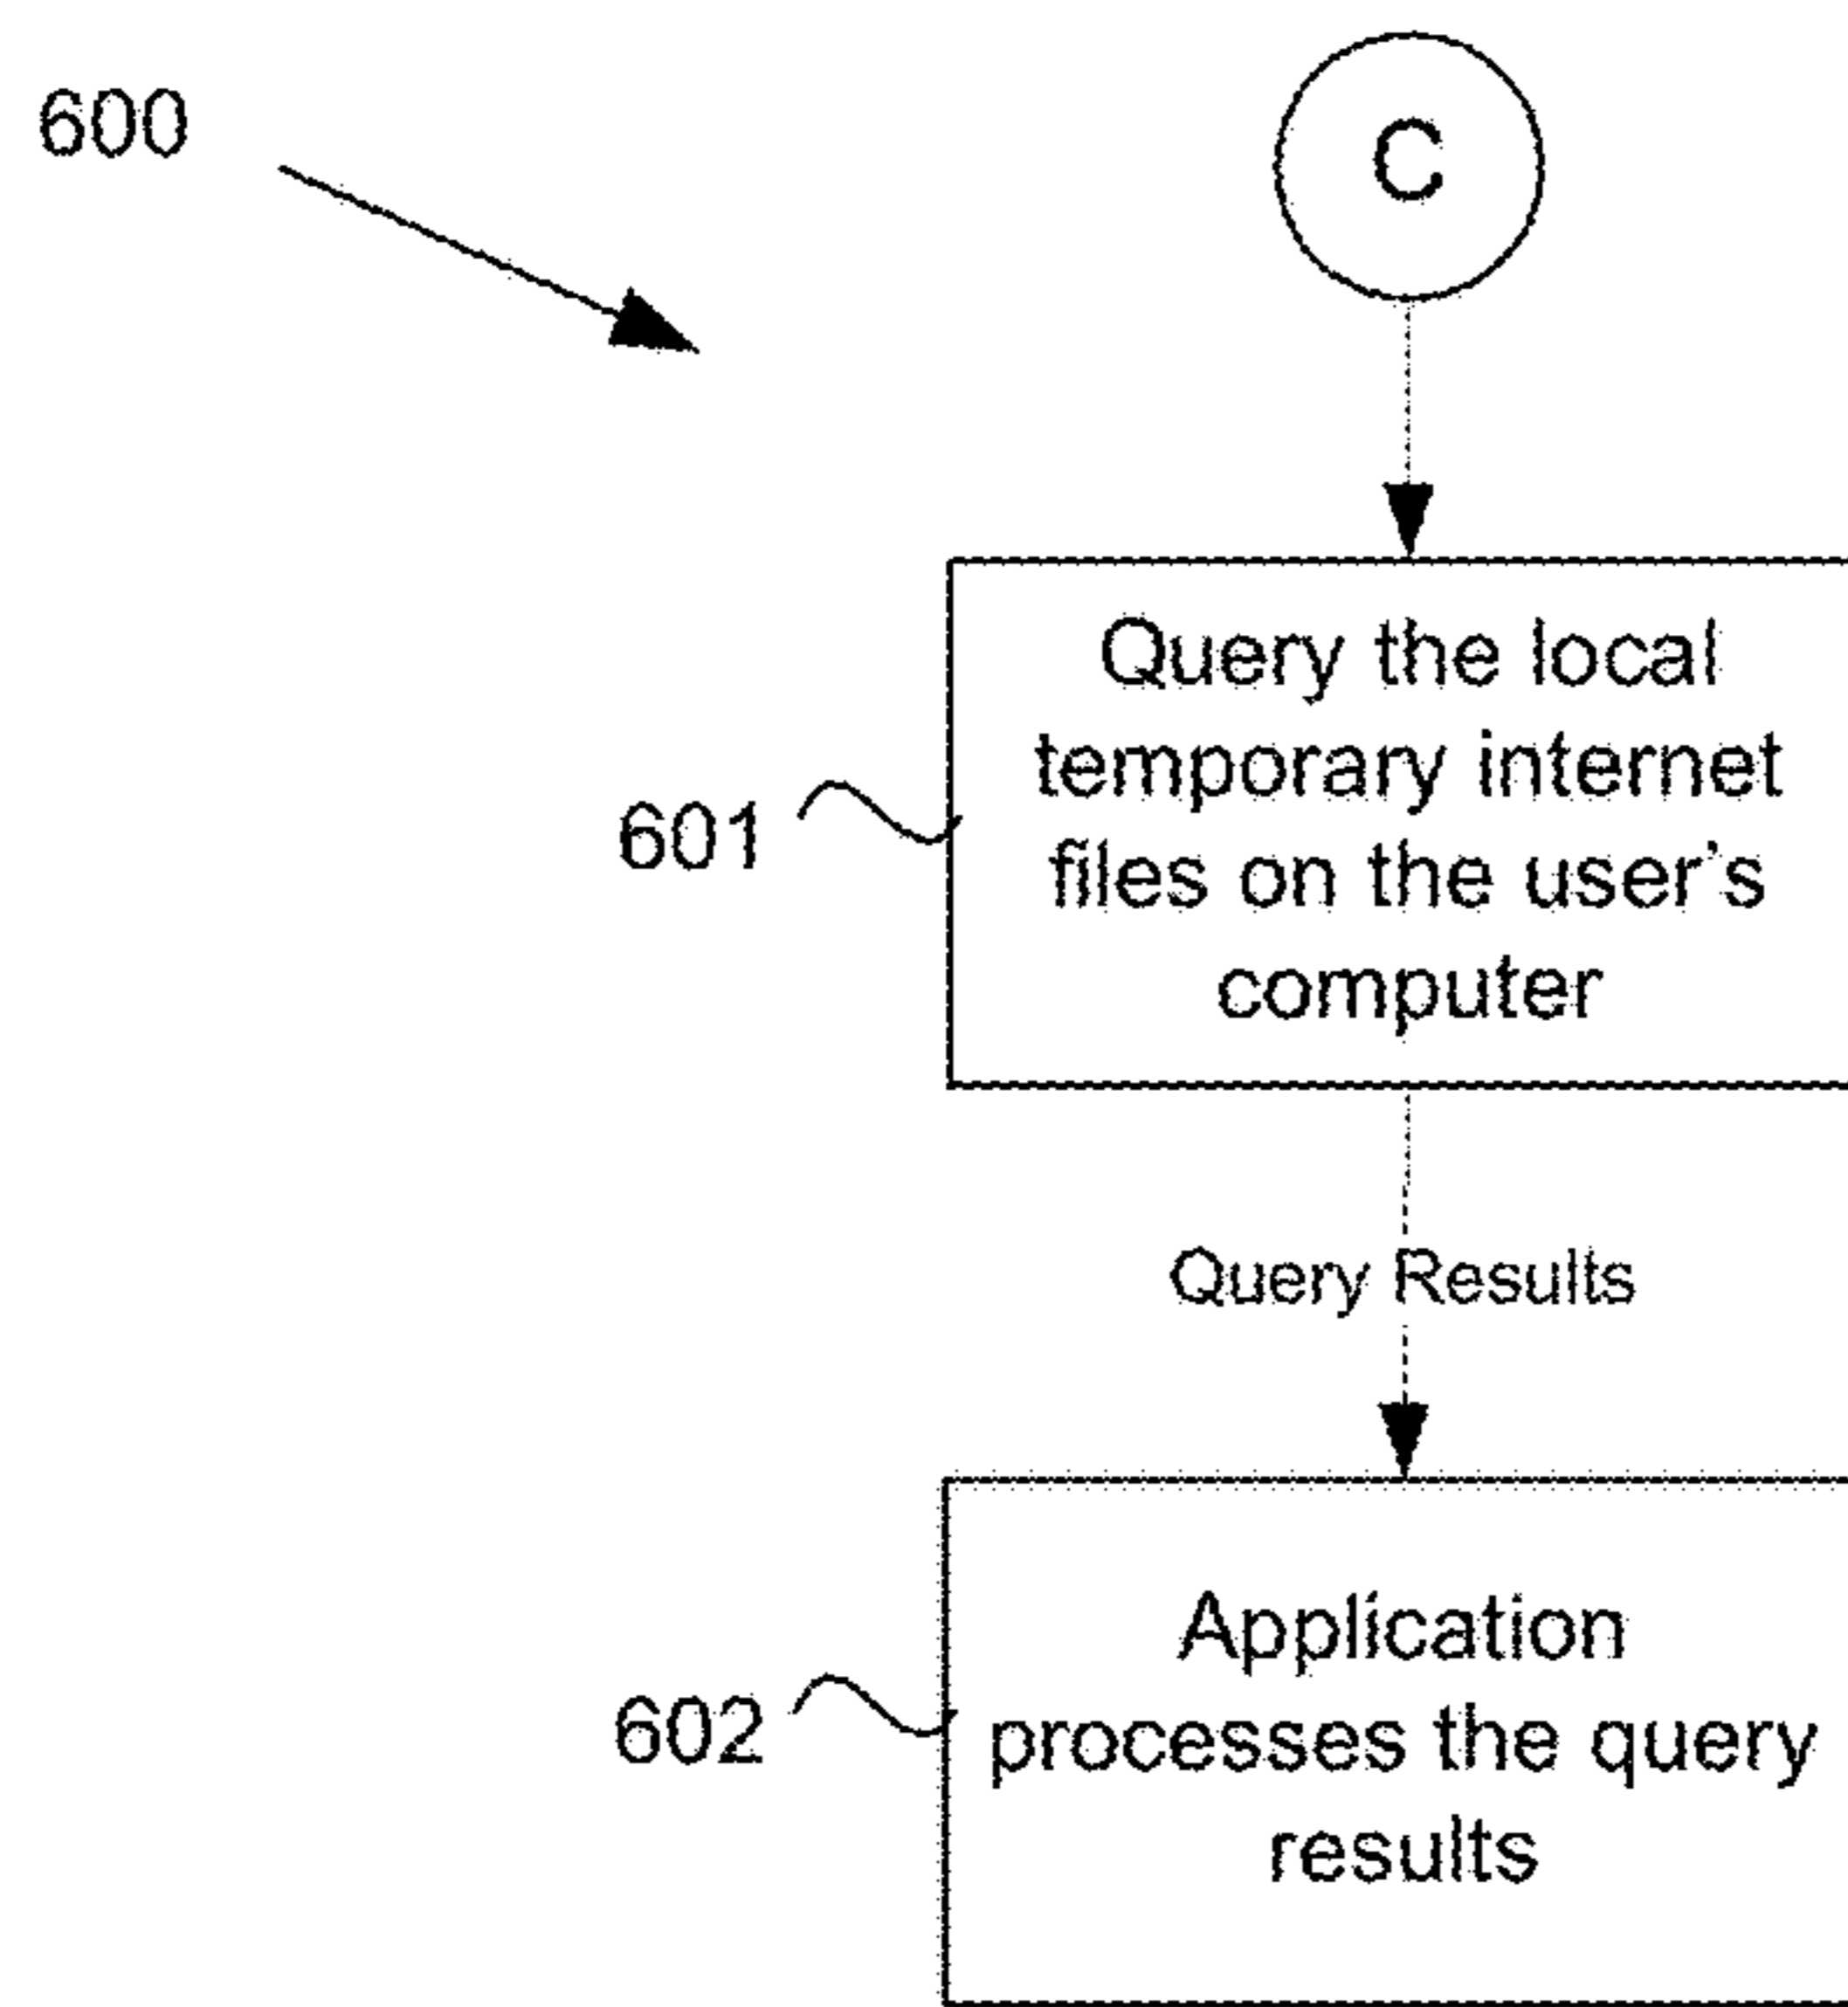 600
C
Query the local
temporary internet
files on the user's
computer
601
Query Results
Application
processes the query
results
602